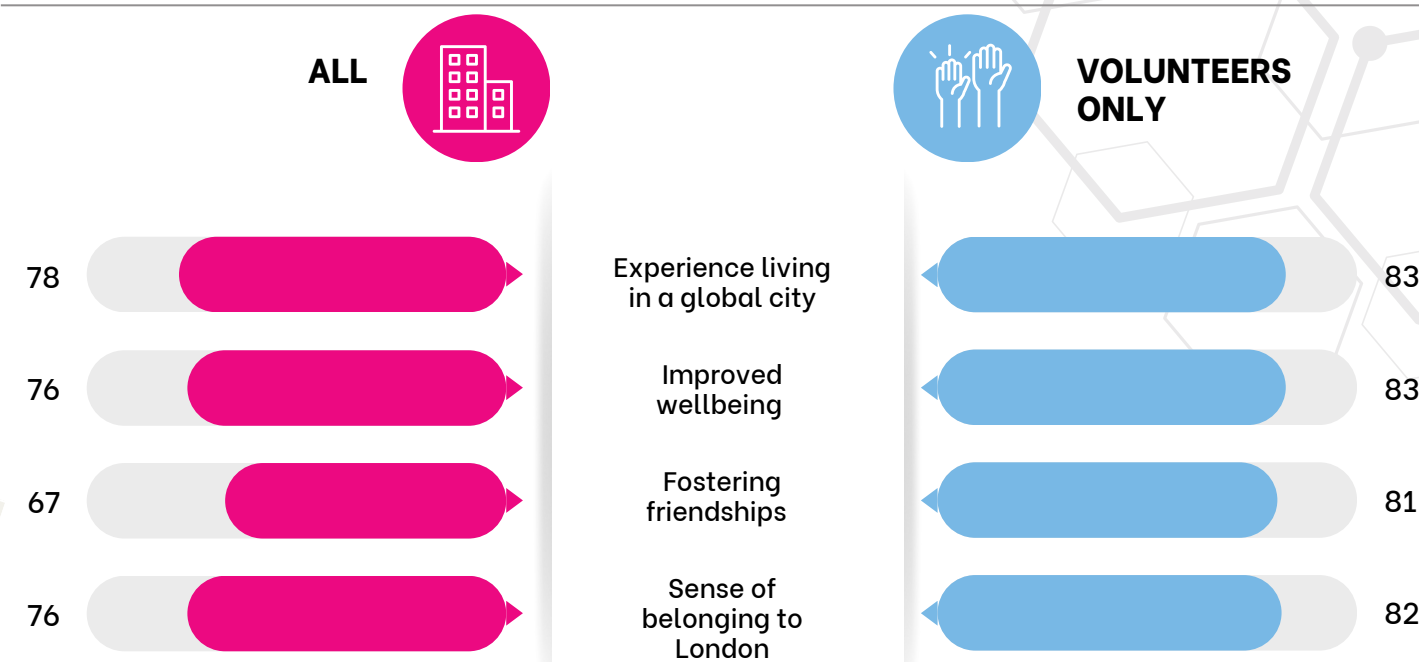 ALL
VOLUNTEERS
ONLY
78
Experience living
in a global city
83
76
Improved
wellbeing
83
67
Fostering
friendships
81
76
Sense of
belonging to
London
82